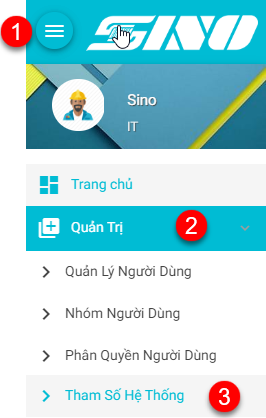 1
SINO
Sino
IT
Trang chủ
Quản Trị 2
Quản Lý Người Dùng
Nhóm Người Dùng
Phân Quyền Người Dùng
Tham Số Hệ Thống 3